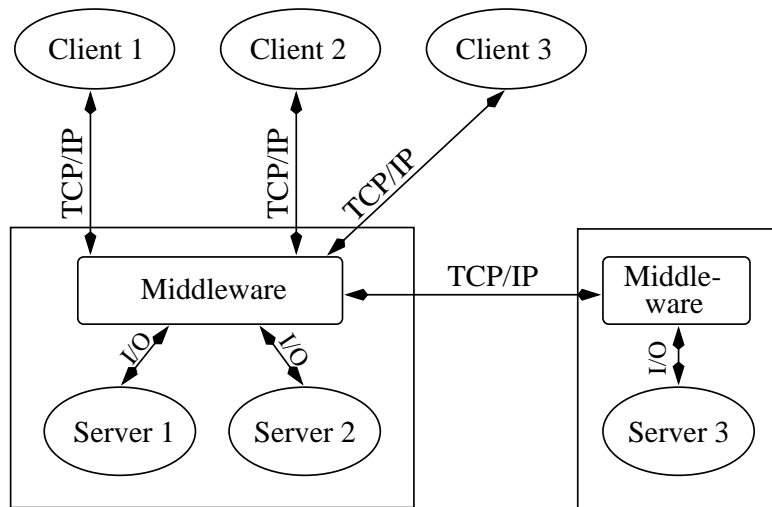 Client 1
Client 2
Client 3
TCP/IP
TCP/IP
TCP/IP
Middleware
TCP/IP
Middle-
ware
I/O
I/O
I/O
Server 1
Server 2
Server 3